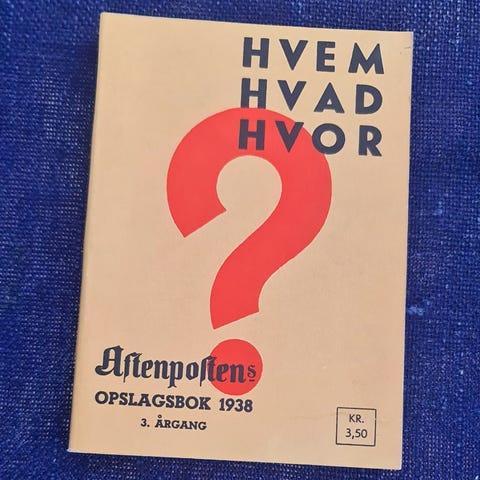 HVEM
HVAD
HVOR
Aftenpostens
OPSLAGSBOK 1938
3. ÅRGANG
KR.
3,50